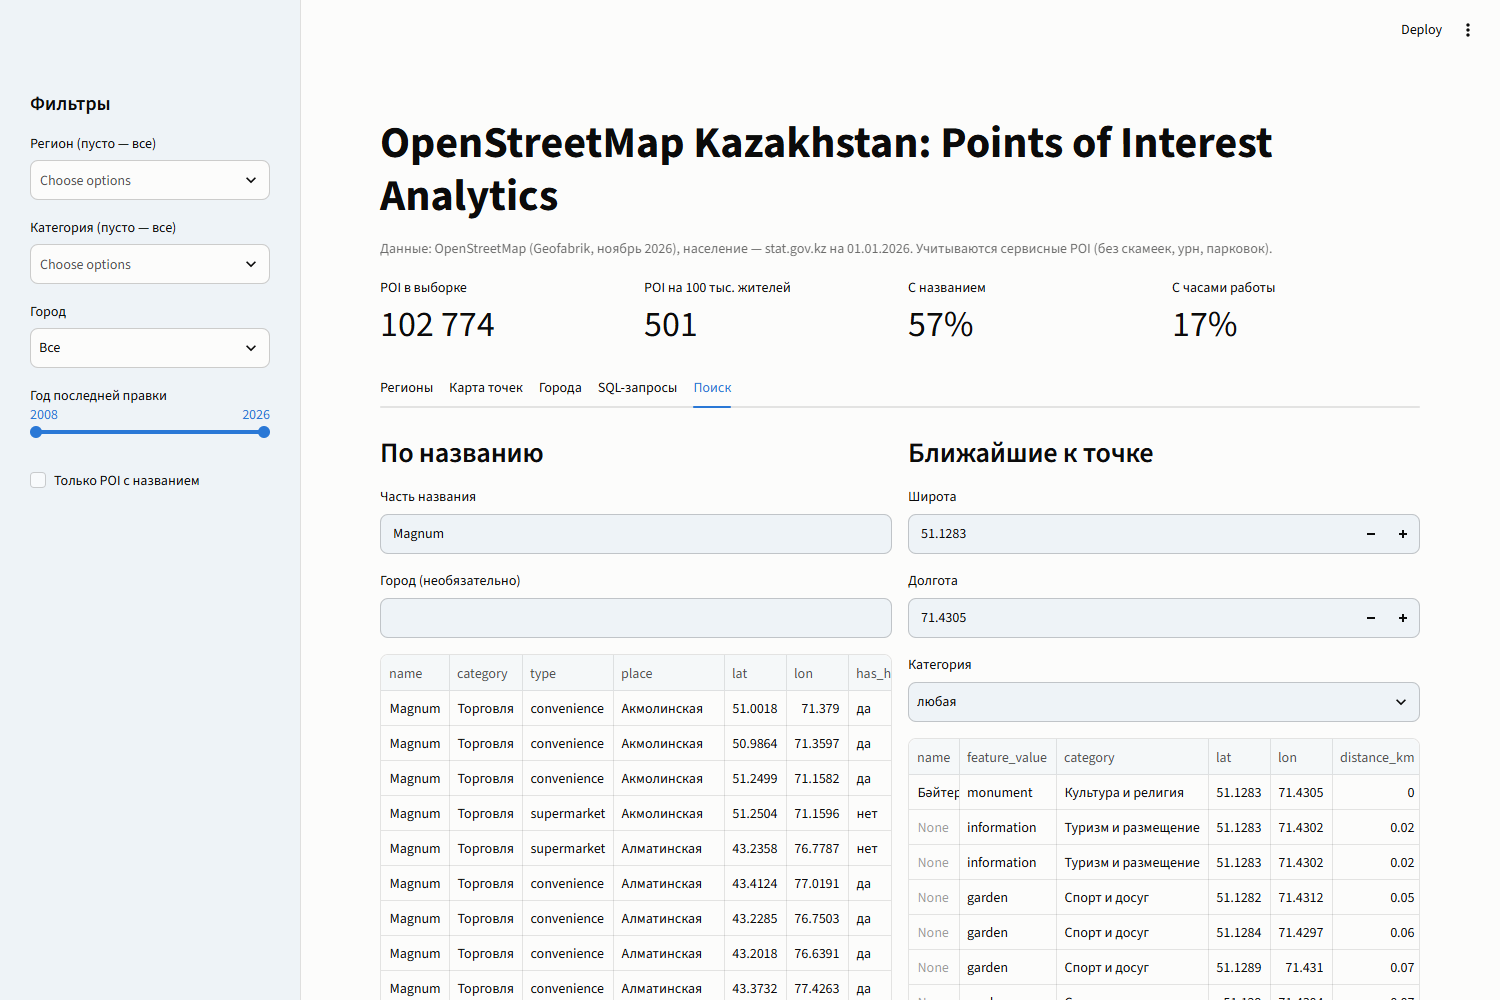 Deploy
Фильтры
Регион (пусто — все)
Choose options
Категория (пусто — все)
Choose options
Город
Все
Год последней правки
2008 2026
Только POI с названием
OpenStreetMap Kazakhstan: Points of Interest
Analytics
Данные: OpenStreetMap (Geofabrik, ноябрь 2026), население — stat.gov.kz на 01.01.2026. Учитываются сервисные POI (без скамеек, урн, парковок).
POI в выборке POI на 100 тыс. жителей С названием С часами работы
102 774 501 57% 17%
Регионы Карта точек Города SQL-запросы Поиск
По названию
Часть названия
Magnum
Город (необязательно)
name category type place lat lon has_h
Magnum Торговля convenience Акмолинская 51.0018 71.379 да
Magnum Торговля convenience Акмолинская 50.9864 71.3597 да
Magnum Торговля convenience Акмолинская 51.2499 71.1582 да
Magnum Торговля supermarket Акмолинская 51.2504 71.1596 нет
Magnum Торговля supermarket Алматинская 43.2358 76.7787 нет
Magnum Торговля convenience Алматинская 43.4124 77.0191 да
Magnum Торговля convenience Алматинская 43.2285 76.7503 да
Magnum Торговля convenience Алматинская 43.2018 76.6391 да
Magnum Торговля convenience Алматинская 43.3732 77.4263 да
Ближайшие к точке
Широта
51.1283
Долгота
71.4305
Категория
любая
name feature_value category lat lon distance_km
Бәйтер monument Культура и религия 51.1283 71.4305 0
None information Туризм и размещение 51.1283 71.4302 0.02
None information Туризм и размещение 51.1283 71.4302 0.02
None garden Спорт и досуг 51.1282 71.4312 0.05
None garden Спорт и досуг 51.1284 71.4297 0.06
None garden Спорт и досуг 51.1289 71.431 0.07